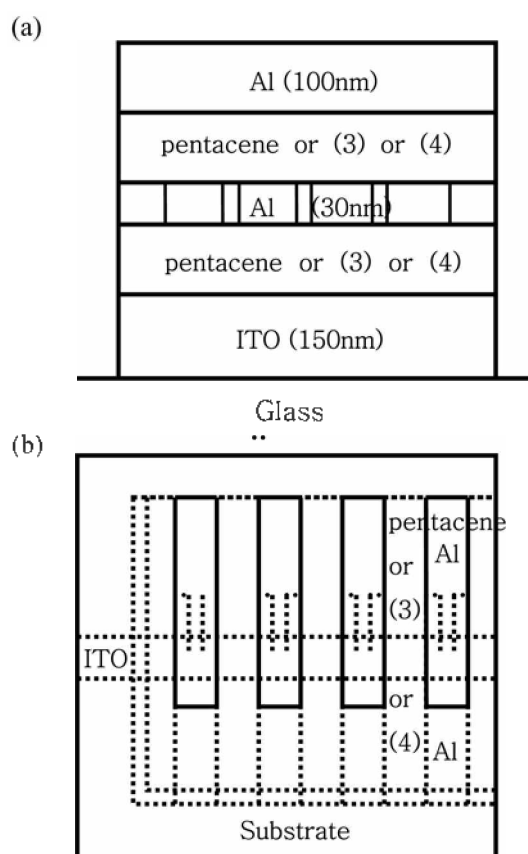 (a)
Al (100nm)
pentacene or (3) or (4)
Al (30nm)
pentacene or (3) or (4)
ITO (150nm)
Glass
(b)
pentacene
Al
or
(3)
ITO
or
(4)
Al
Substrate